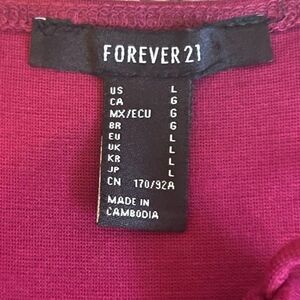 FOREVER 21
US L
CA G
MX/ECU G
BR G
EU L
UK L
KR L
JP L
CN 170/92A
MADE IN
CAMBODIA